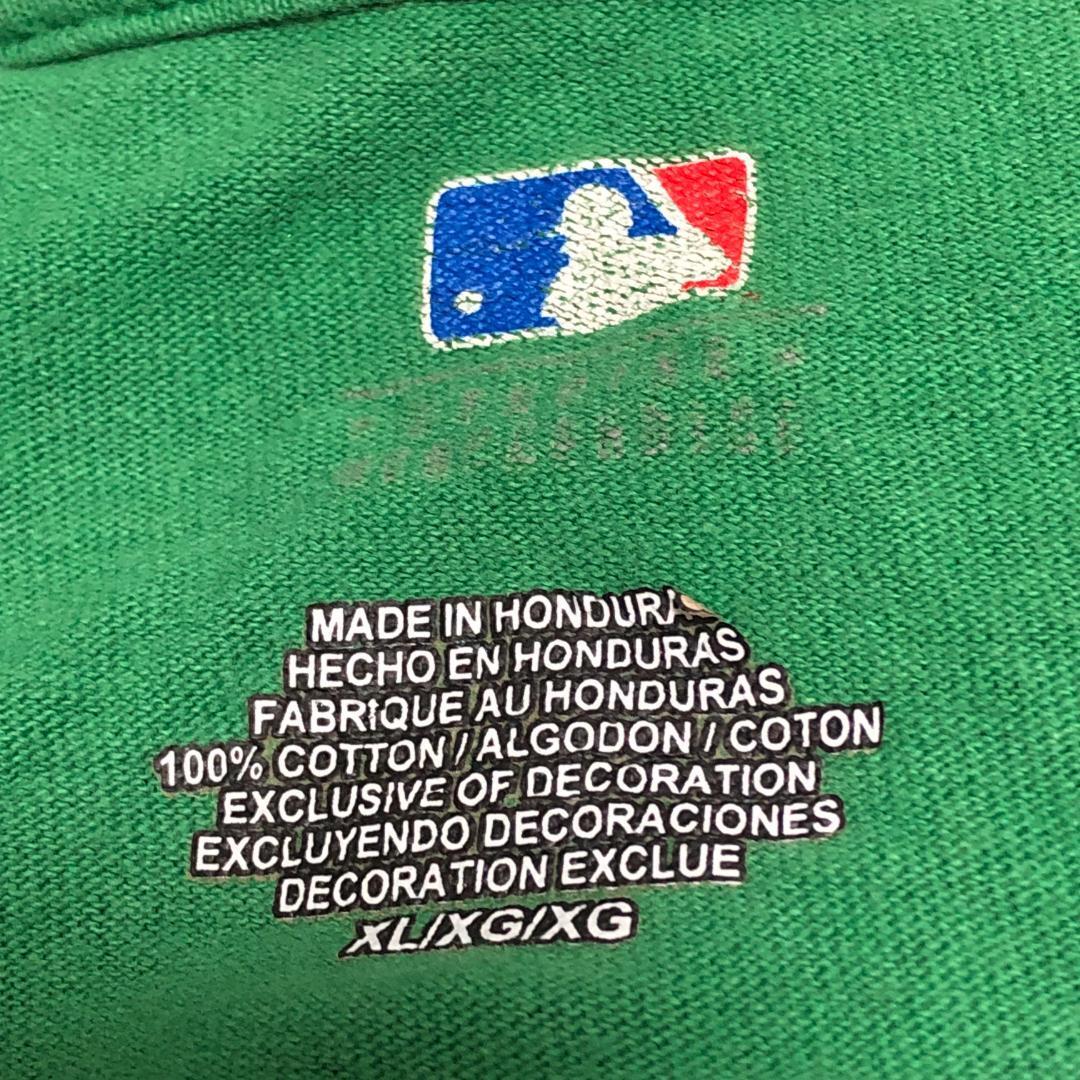 MADE IN HONDURA
HECHO EN HONDURAS
FABRIQUE AU HONDURAS
100% COTTON / ALGODON / COTON
EXCLUSIVE OF DECORATION
EXCLUYENDO DECORACIONES
DECORATION EXCLUE
XL/XG/XG